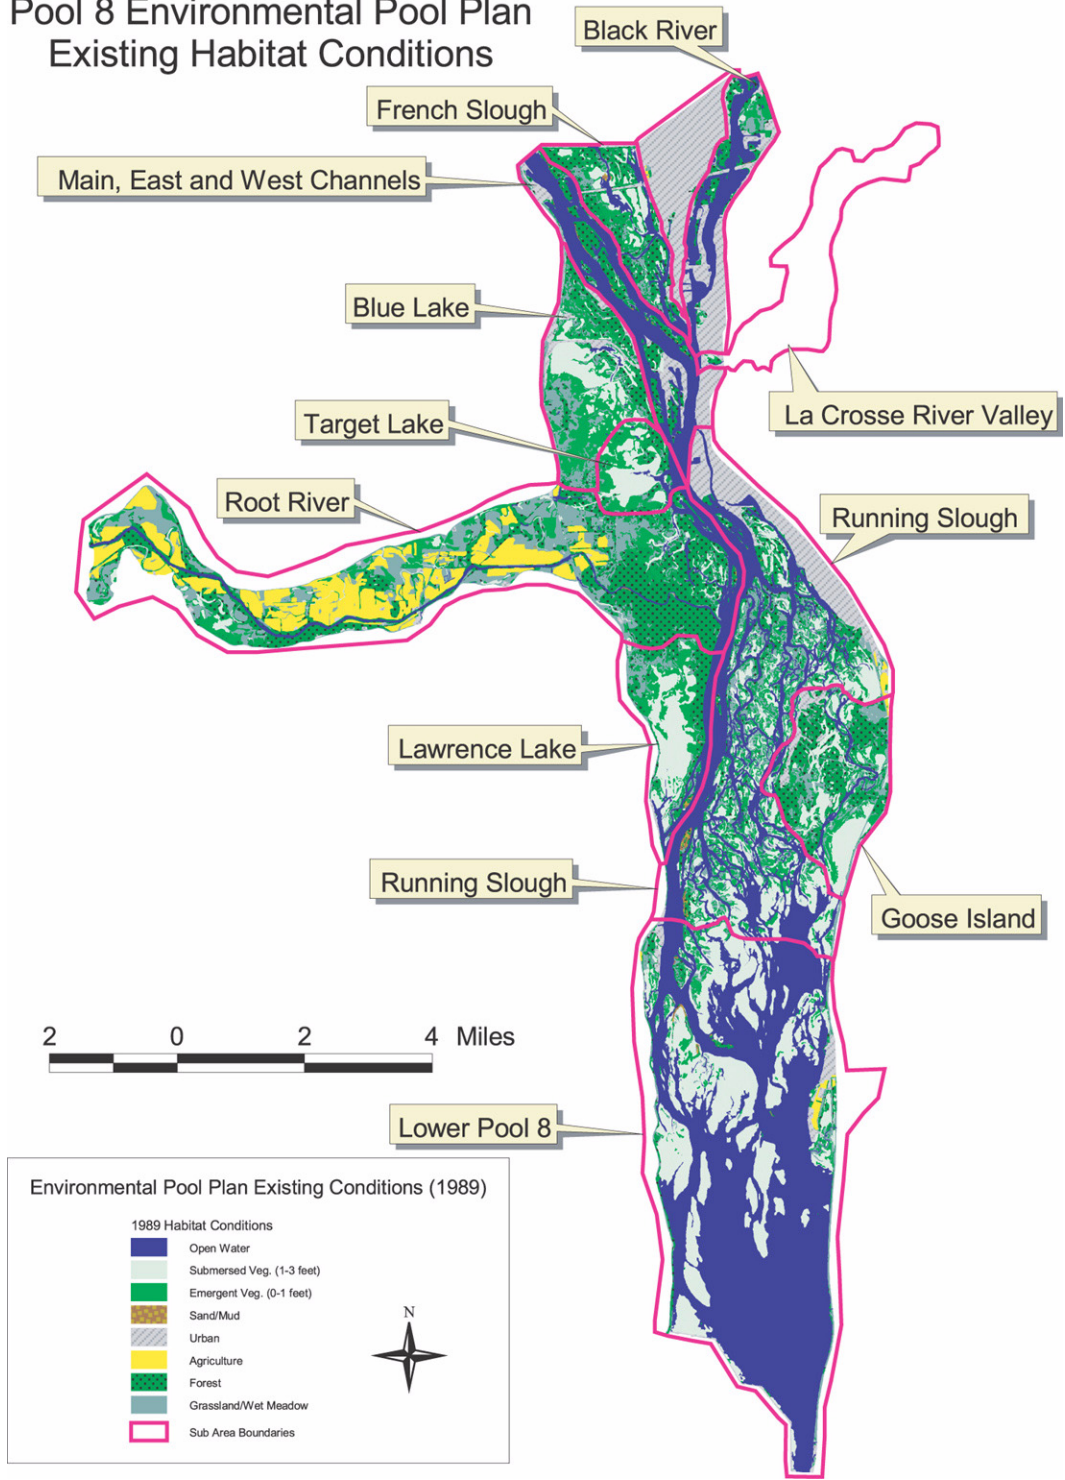 Pool 8 Environmental Pool Plan
Existing Habitat Conditions
Black River
French Slough
Main, East and West Channels
Blue Lake
La Crosse River Valley
Target Lake
Root River
Running Slough
Lawrence Lake
Running Slough
Goose Island
2 0 2 4 Miles
Lower Pool 8
Environmental Pool Plan Existing Conditions (1989)
1989 Habitat Conditions
Open Water
Submersed Veg. (1-3 feet)
Emergent Veg. (0-1 feet)
Sand/Mud
Urban
Agriculture
Forest
Grassland/Wet Meadow
Sub Area Boundaries
N